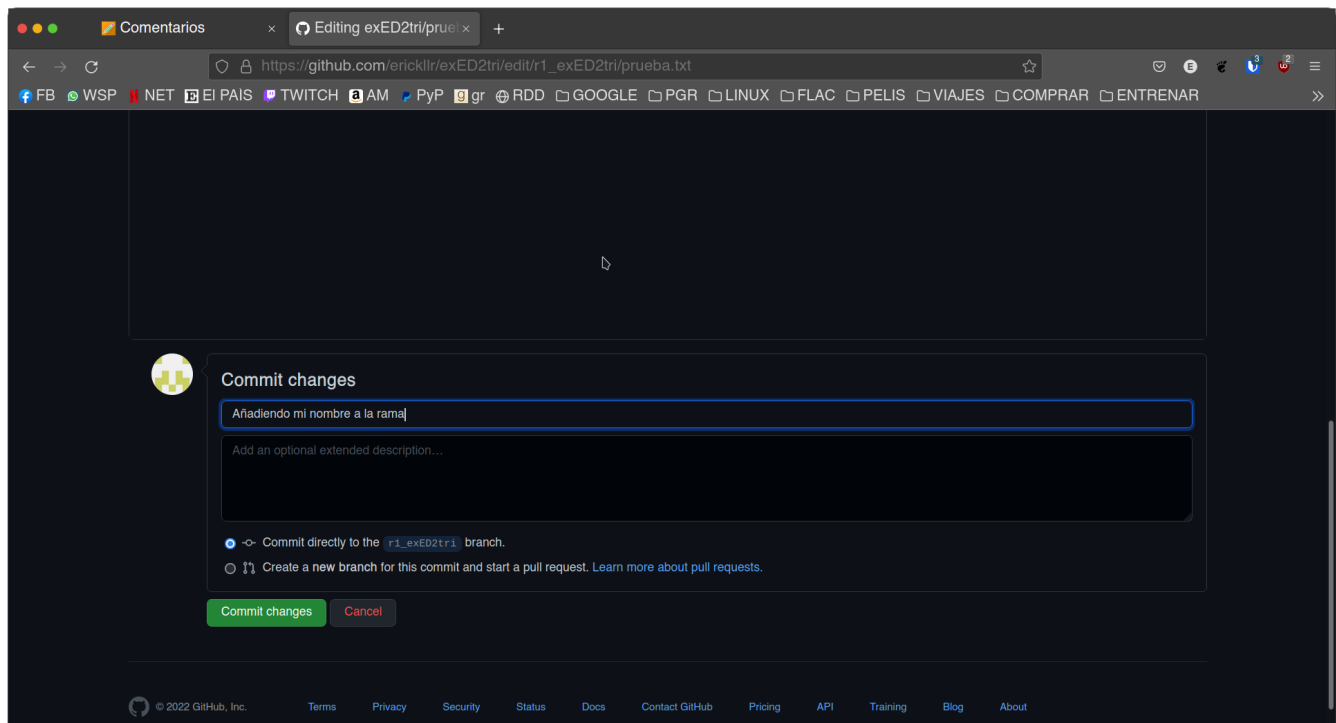 Comentarios ×
Editing exED2tri/prue ×
+
https://github.com/erickllr/exED2tri/edit/r1_exED2tri/prueba.txt
E 3 2
FB WSP NET El PAÍS TWITCH AM PyP gr RDD GOOGLE PGR LINUX FLAC PELIS VIAJES COMPRAR ENTRENAR »
Commit changes
Añadiendo mi nombre a la rama
Add an optional extended description…
Commit directly to the r1_exED2tri branch.
Create a new branch for this commit and start a pull request. Learn more about pull requests.
Commit changes Cancel
© 2022 GitHub, Inc. Terms Privacy Security Status Docs Contact GitHub Pricing API Training Blog About